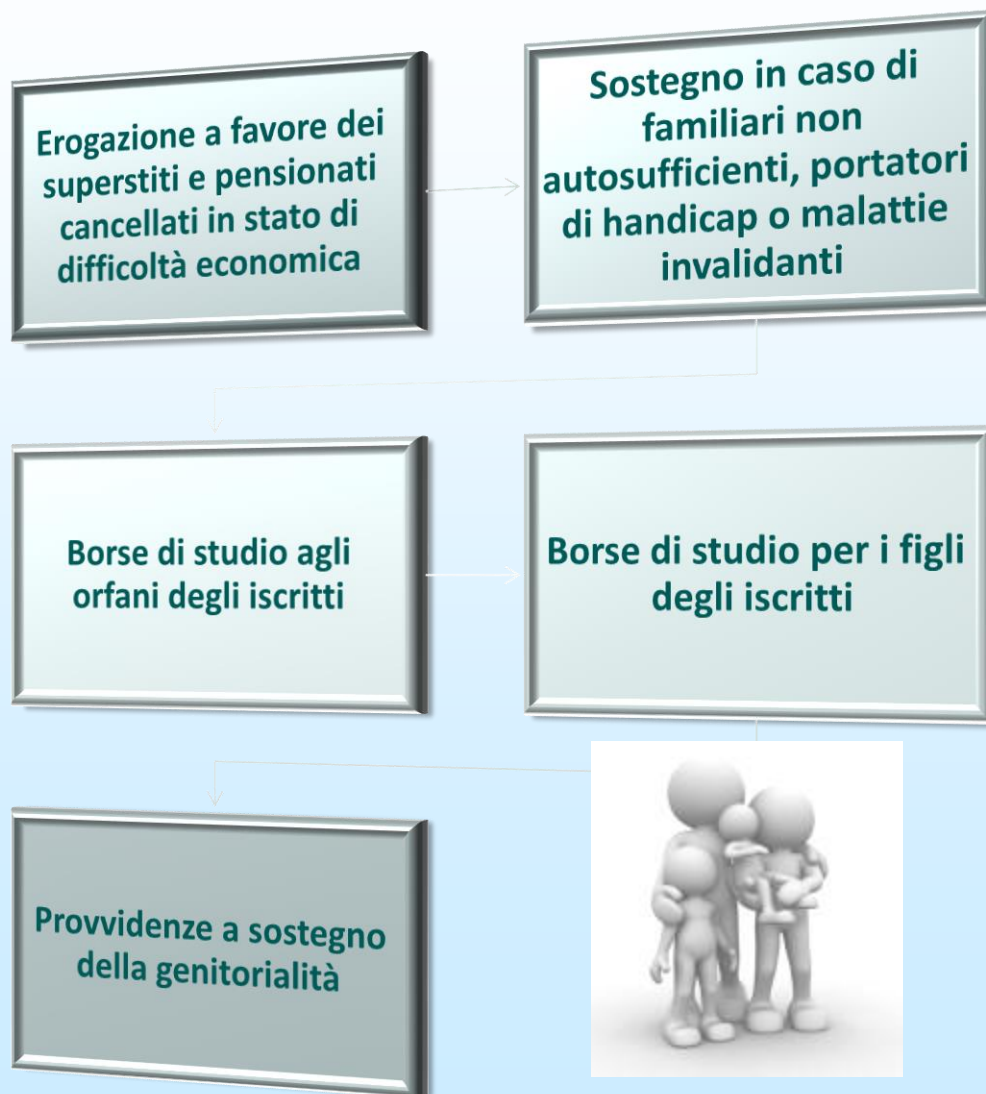 Erogazione a favore dei
superstiti e pensionati
cancellati in stato di
difficoltà economica
Sostegno in caso di
familiari non
autosufficienti, portatori
di handicap o malattie
invalidanti
Borse di studio agli
orfani degli iscritti
Borse di studio per i figli
degli iscritti
Provvidenze a sostegno
della genitorialità